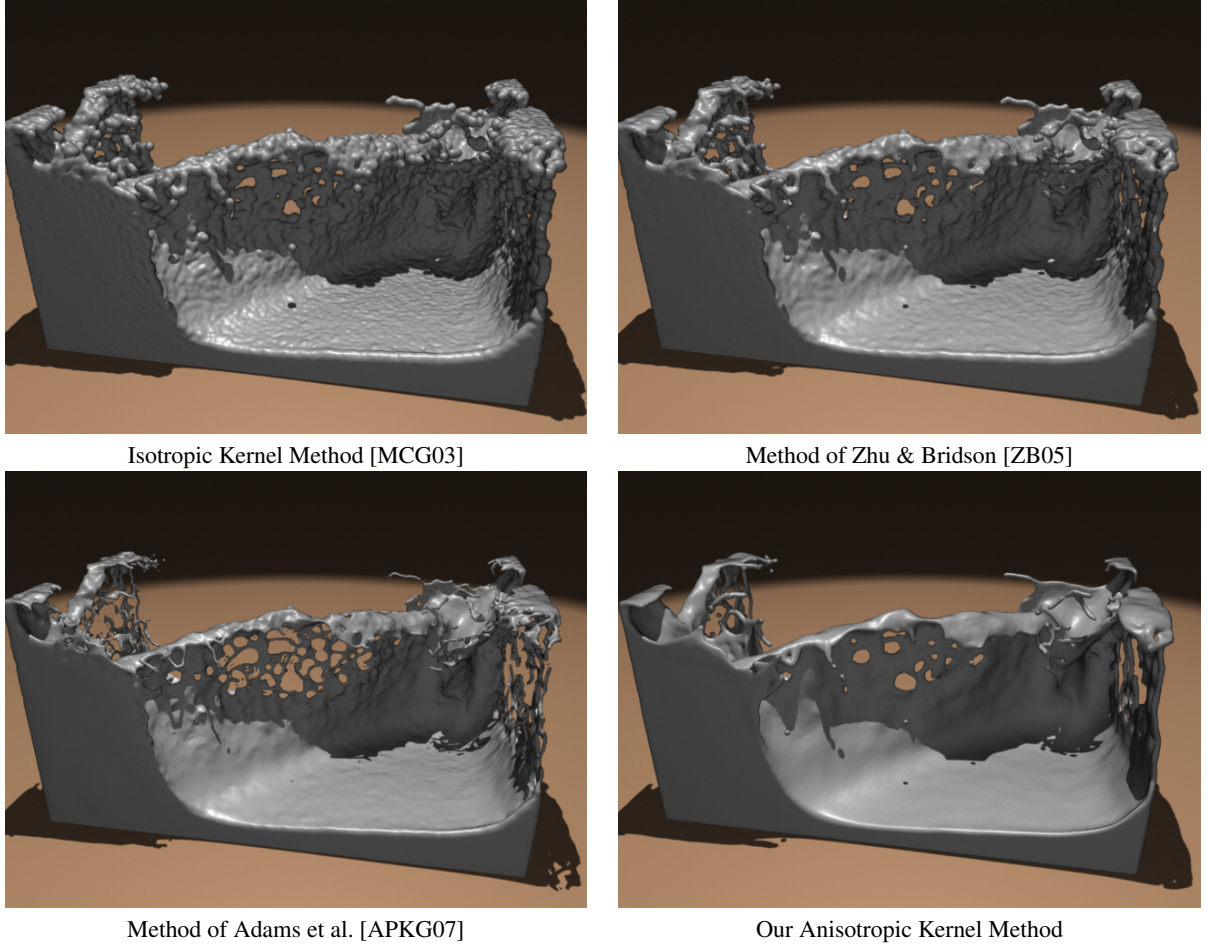 Isotropic Kernel Method [MCG03]
Method of Zhu & Bridson [ZB05]
Method of Adams et al. [APKG07]
Our Anisotropic Kernel Method